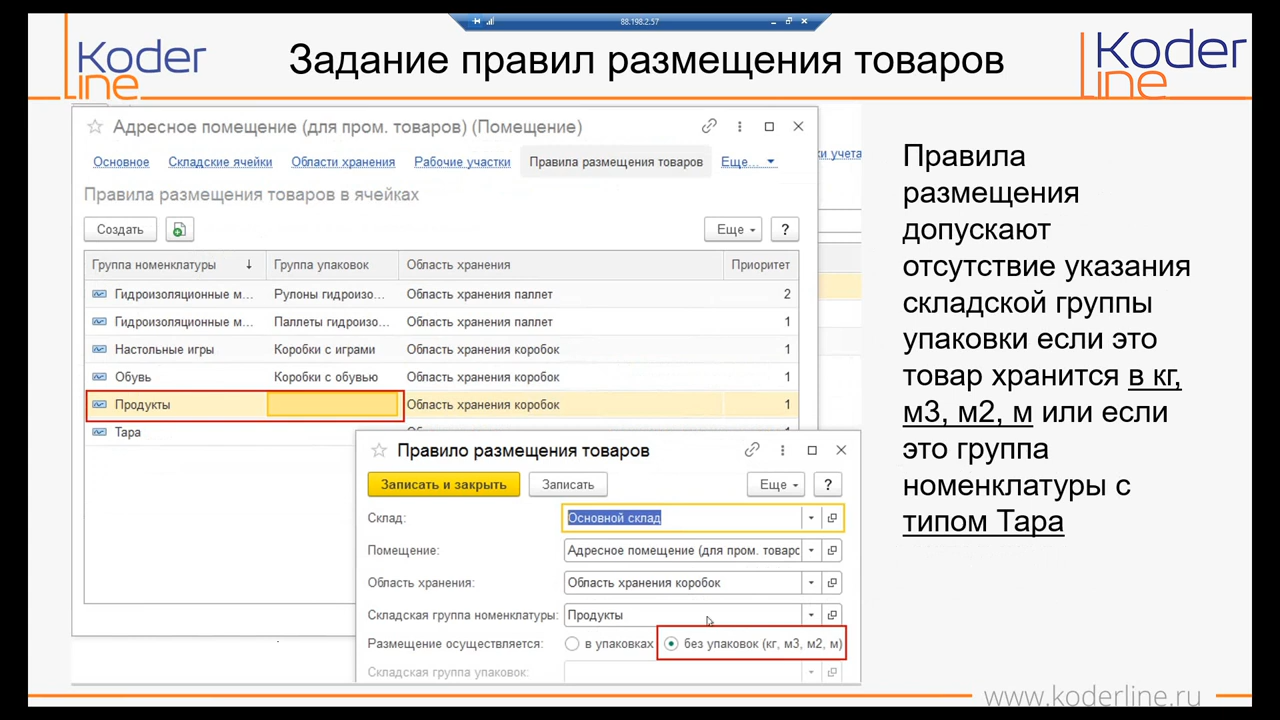 88.198.2.57
Koder
line
Задание правил размещения товаров
Koder
line
Адресное помещение (для пром. товаров) (Помещение)
Основное Складские ячейки Области хранения Рабочие участки Правила размещения товаров Еще...
ки учета
Правила размещения товаров в ячейках
Создать Еще ?
Группа номенклатуры ↓ Группа упаковок Область хранения Приоритет
Гидроизоляционные м... Рулоны гидроизо... Область хранения паллет 2
Гидроизоляционные м... Паллеты гидроизо... Область хранения паллет 1
Настольные игры Коробки с играми Область хранения коробок 1
Обувь Коробки с обувью Область хранения коробок 1
Продукты Область хранения коробок 1
Тара
Правило размещения товаров
Записать и закрыть Записать Еще ?
Склад: Основной склад
Помещение: Адресное помещение (для пром. товарс
Область хранения: Область хранения коробок
Складская группа номенклатуры: Продукты
Размещение осуществляется: в упаковках без упаковок (кг, м3, м2, м)
Складская группа упаковок:
Правила
размещения
допускают
отсутствие указания
складской группы
упаковки если это
товар хранится в кг,
м3, м2, м или если
это группа
номенклатуры с
типом Тара
www.koderline.ru